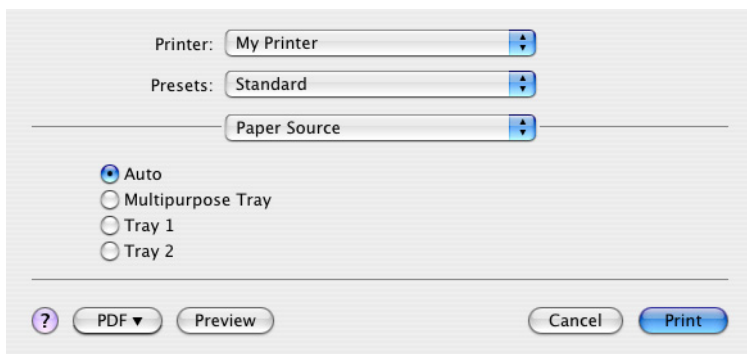 Printer: My Printer
Presets: Standard
Paper Source
Auto
Multipurpose Tray
Tray 1
Tray 2
? PDF▼ Preview Cancel Print